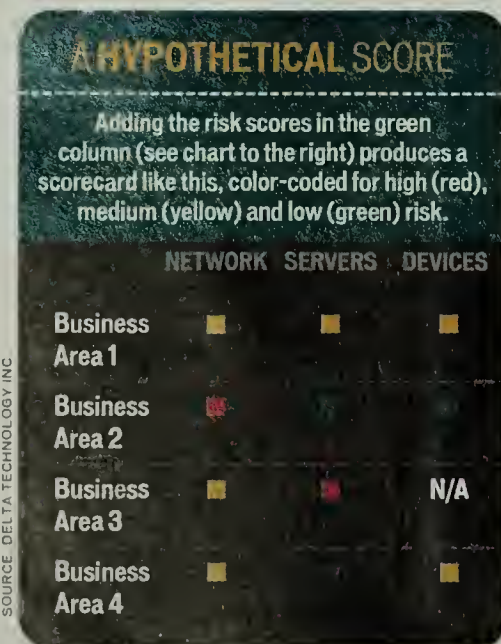 A HYPOTHETICAL SCORE
Adding the risk scores in the green
column (see chart to the right) produces a
scorecard like this, color-coded for high (red),
medium (yellow) and low (green) risk.
NETWORK SERVERS DEVICES
Business
Area 1
Business
Area 2
Business
Area 3
N/A
Business
Area 4
SOURCE DELTA TECHNOLOGY INC